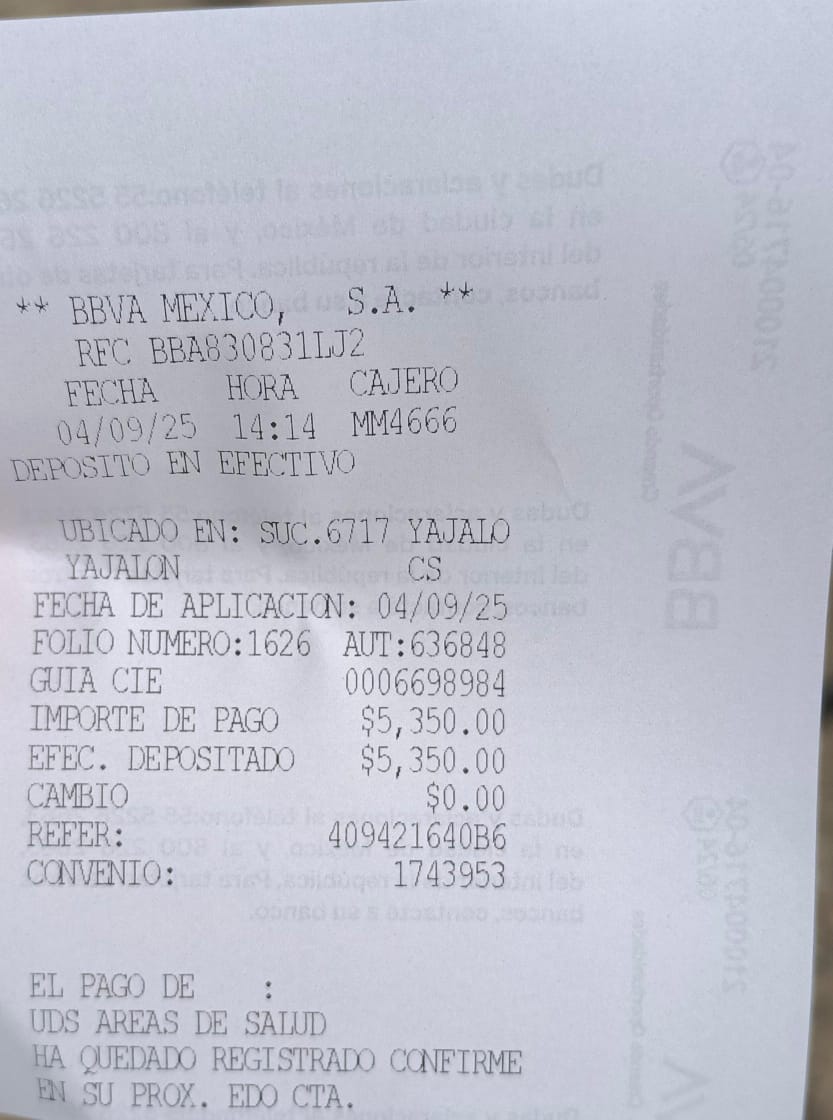 ** BBVA MEXICO, S.A. **
RFC BBA830831LJ2
FECHA HORA CAJERO
04/09/25 14:14 MM4666
DEPOSITO EN EFECTIVO
UBICADO EN: SUC.6717 YAJALO
YAJALON CS
FECHA DE APLICACION: 04/09/25
FOLIO NUMERO:1626 AUT:636848
GUIA CIE 0006698984
IMPORTE DE PAGO $5,350.00
EFEC. DEPOSITADO $5,350.00
CAMBIO $0.00
REFER: 409421640B6
CONVENIO: 1743953
EL PAGO DE :
UDS AREAS DE SALUD
HA QUEDADO REGISTRADO CONFIRME
EN SU PROX. EDO CTA.
BBVA